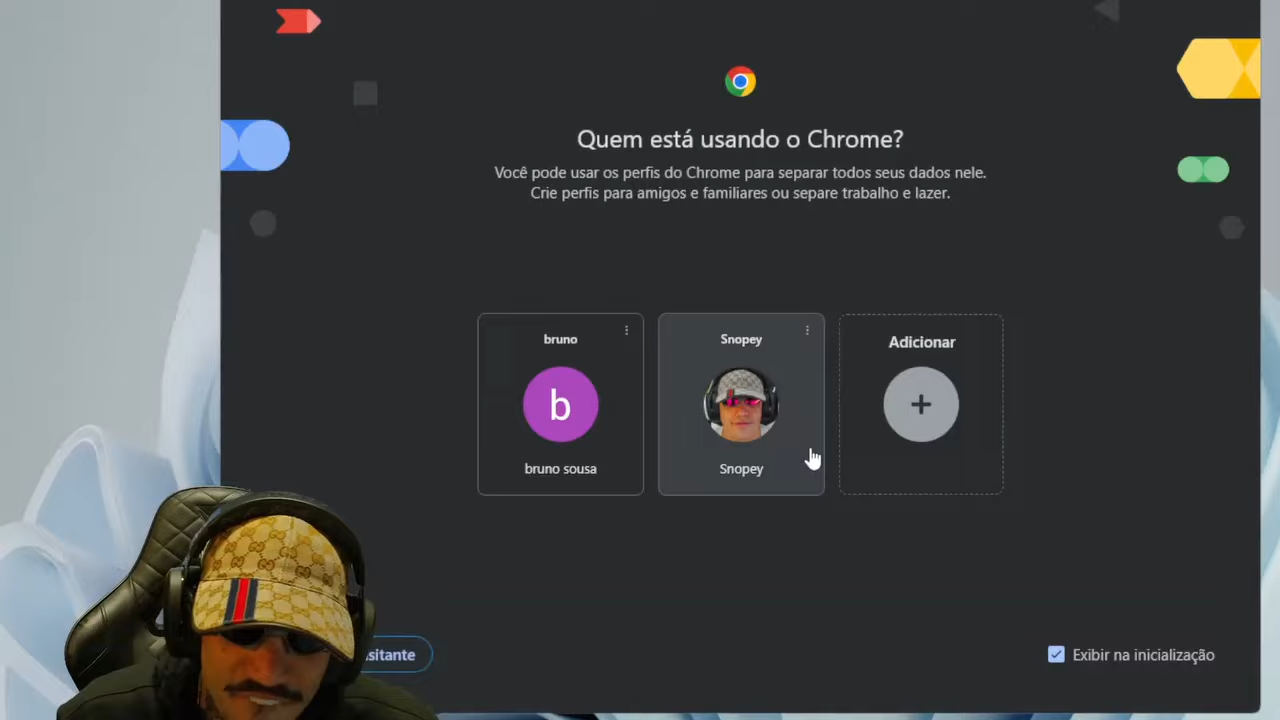 Quem está usando o Chrome?
Você pode usar os perfis do Chrome para separar todos seus dados nele.
Crie perfis para amigos e familiares ou separe trabalho e lazer.
bruno
Snopey
Adicionar
b
bruno sousa
Snopey
sitante
Exibir na inicialização